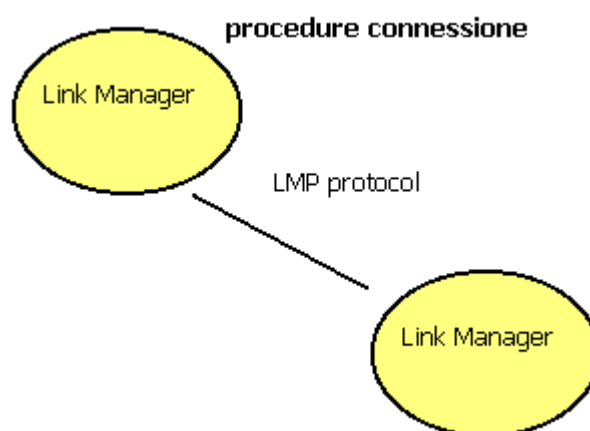 procedure connessione
Link Manager
LMP protocol
Link Manager